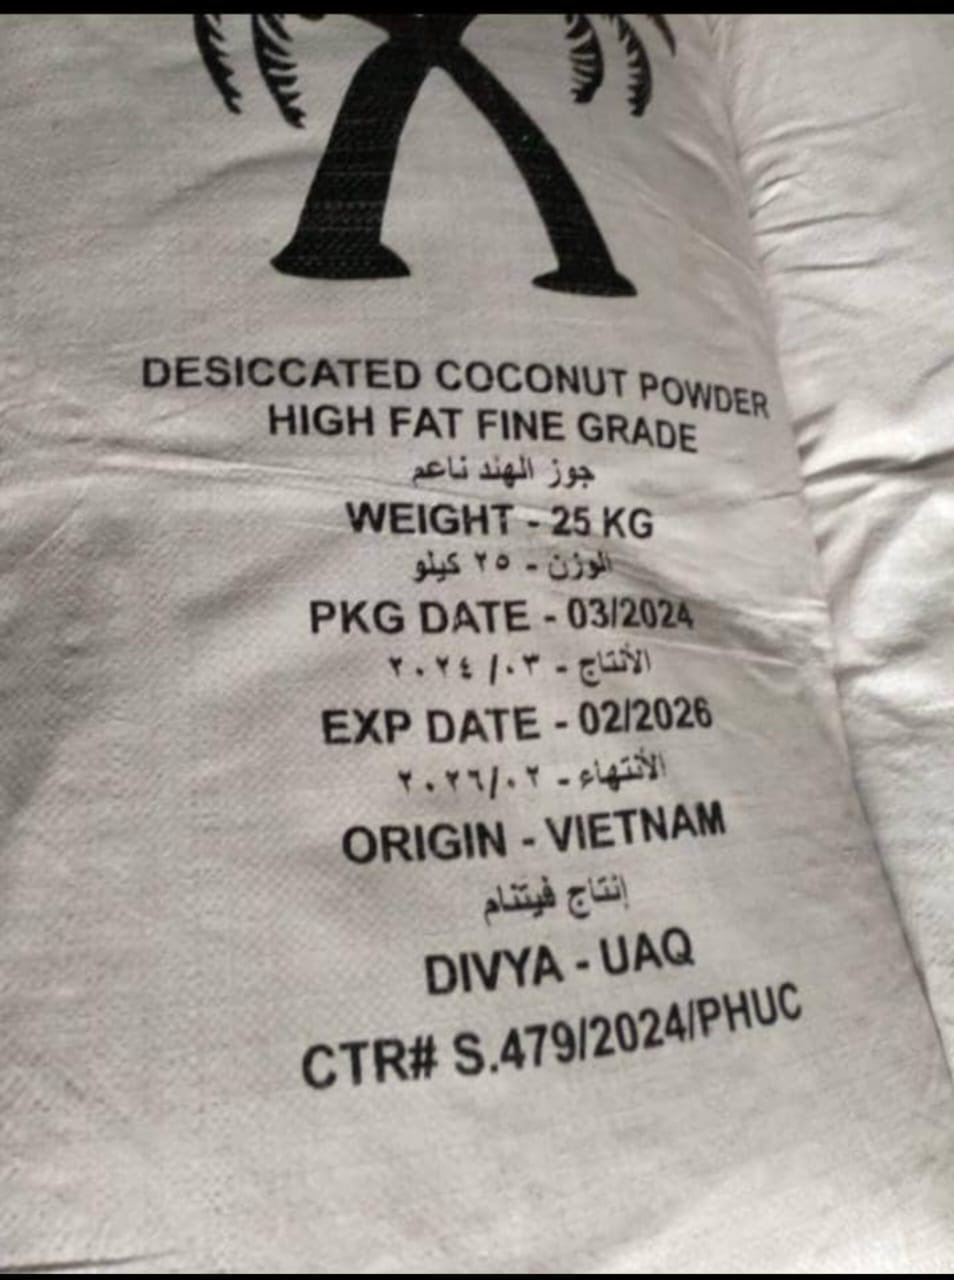 DESICCATED COCONUT POWDER
HIGH FAT FINE GRADE
جوز الهند ناعم
WEIGHT - 25 KG
الوزن - ٢٥ كيلو
PKG DATE - 03/2024
الأنتاج - ٢٠٢٤ /٠٣
EXP DATE - 02/2026
الأنتهاء - ٢٠٢٦/٠٢
ORIGIN - VIETNAM
إنتاج فيتنام
DIVYA - UAQ
CTR# S.479/2024/PHUC